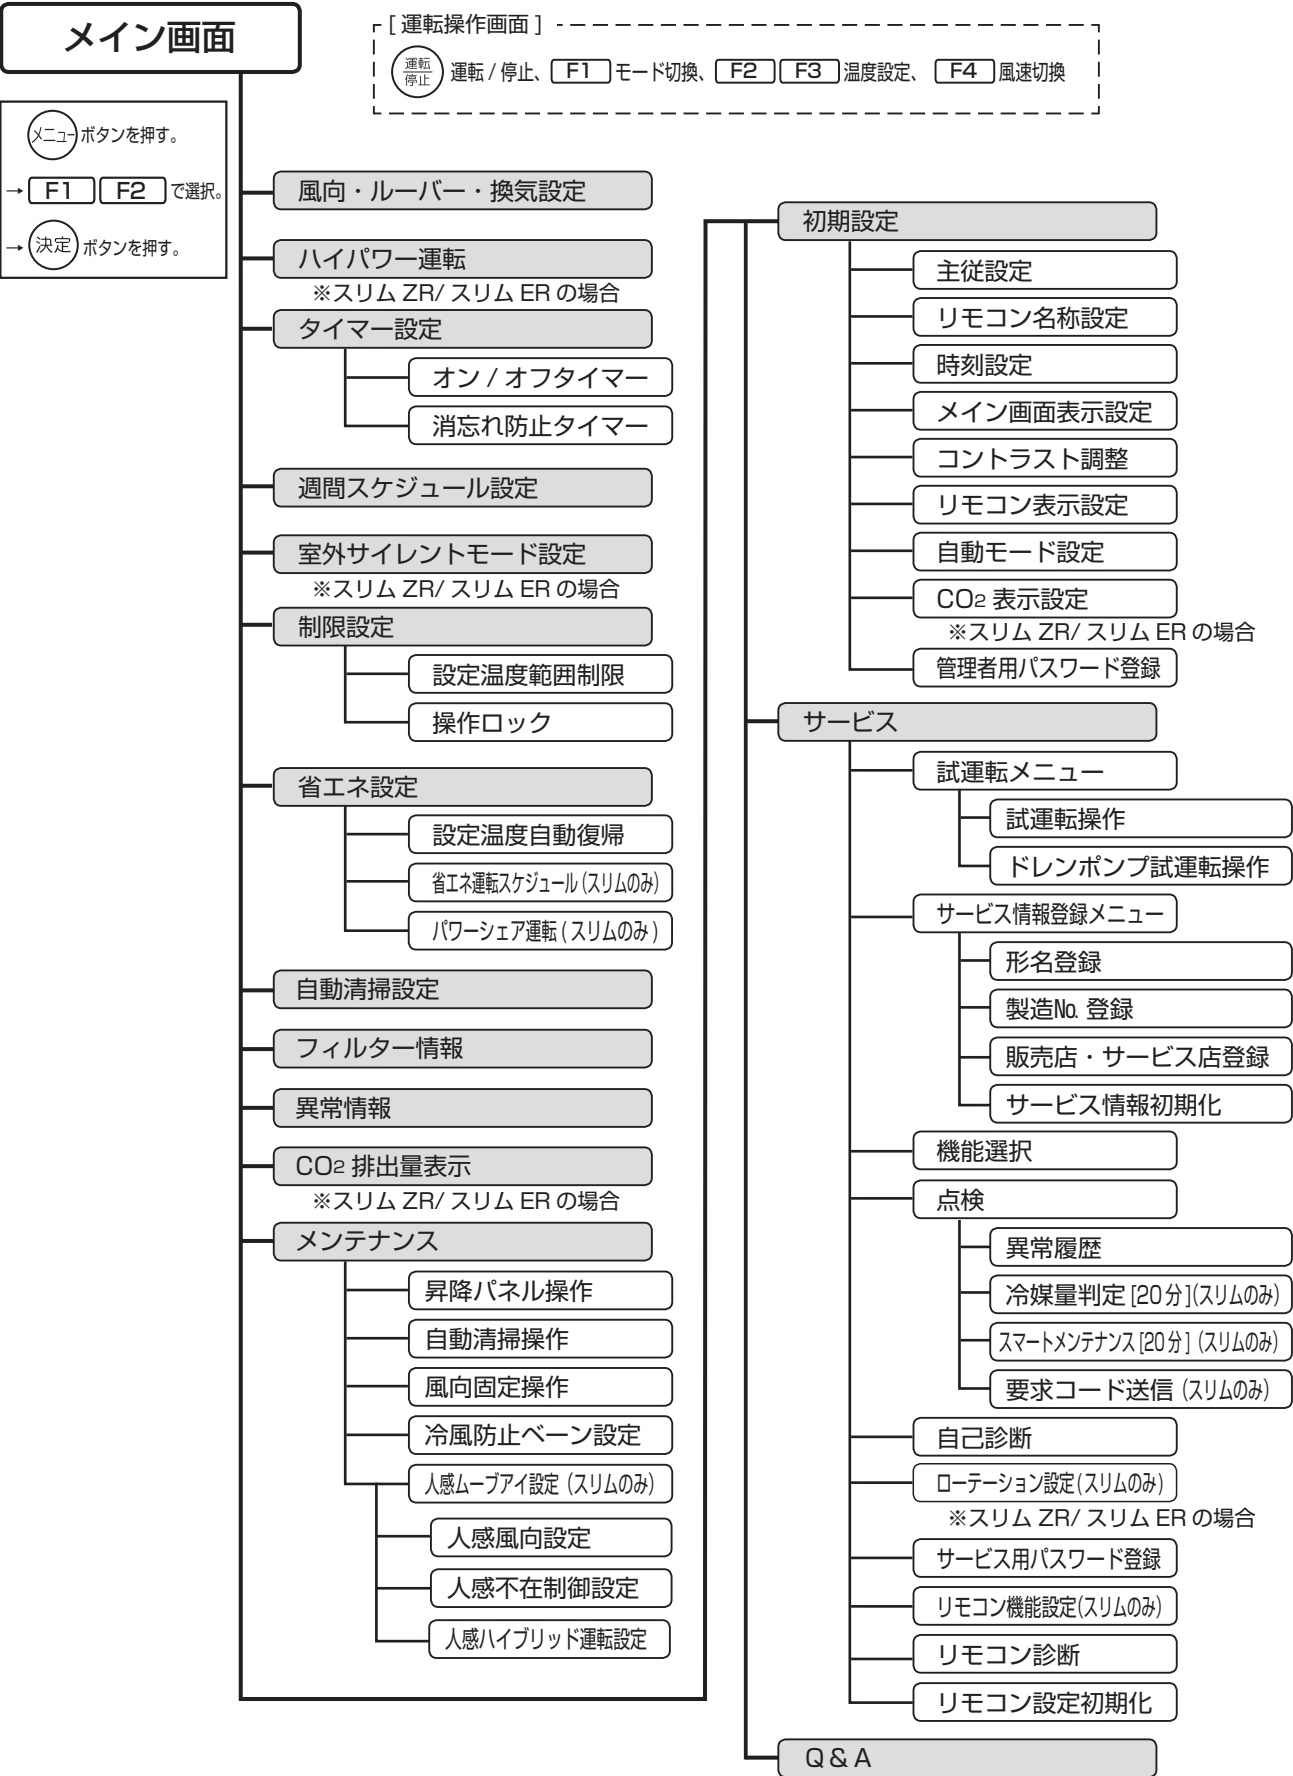 メイン画面
[ 運転操作画面 ]
運転
停止
運転 / 停止、 F1 モード切換、 F2 F3 温度設定、 F4 風速切換
メニュー ボタンを押す。
→ F1 F2 で選択。
→ 決定 ボタンを押す。
風向・ルーバー・換気設定
ハイパワー運転
※スリム ZR/ スリム ER の場合
タイマー設定
オン / オフタイマー
消忘れ防止タイマー
週間スケジュール設定
室外サイレントモード設定
※スリム ZR/ スリム ER の場合
制限設定
設定温度範囲制限
操作ロック
省エネ設定
設定温度自動復帰
省エネ運転スケジュール (スリムのみ)
パワーシェア運転 ( スリムのみ )
自動清掃設定
フィルター情報
異常情報
CO2 排出量表示
※スリム ZR/ スリム ER の場合
メンテナンス
昇降パネル操作
自動清掃操作
風向固定操作
冷風防止ベーン設定
人感ムーブアイ設定 (スリムのみ)
人感風向設定
人感不在制御設定
人感ハイブリッド運転設定
初期設定
主従設定
リモコン名称設定
時刻設定
メイン画面表示設定
コントラスト調整
リモコン表示設定
自動モード設定
CO2 表示設定
※スリム ZR/ スリム ER の場合
管理者用パスワード登録
サービス
試運転メニュー
試運転操作
ドレンポンプ試運転操作
サービス情報登録メニュー
形名登録
製造№. 登録
販売店・サービス店登録
サービス情報初期化
機能選択
点検
異常履歴
冷媒量判定 [20 分](スリムのみ)
スマートメンテナンス [20 分] (スリムのみ)
要求コード送信 (スリムのみ)
自己診断
ローテーション設定(スリムのみ)
※スリム ZR/ スリム ER の場合
サービス用パスワード登録
リモコン機能設定(スリムのみ)
リモコン診断
リモコン設定初期化
Q & A